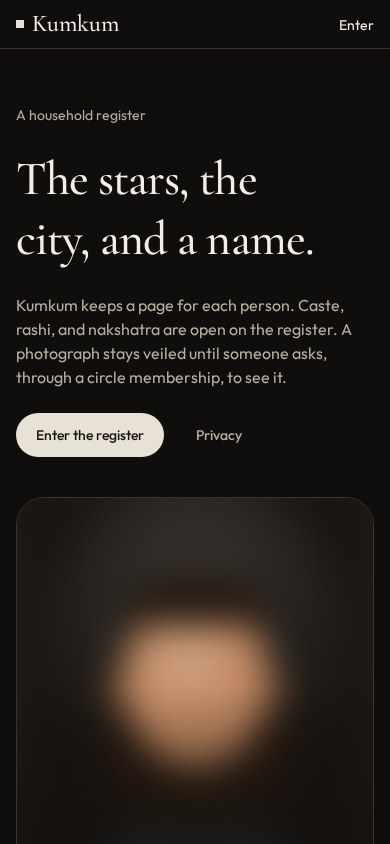 Kumkum
Enter
A household register
The stars, the
city, and a name.
Kumkum keeps a page for each person. Caste,
rashi, and nakshatra are open on the register. A
photograph stays veiled until someone asks,
through a circle membership, to see it.
Enter the register
Privacy